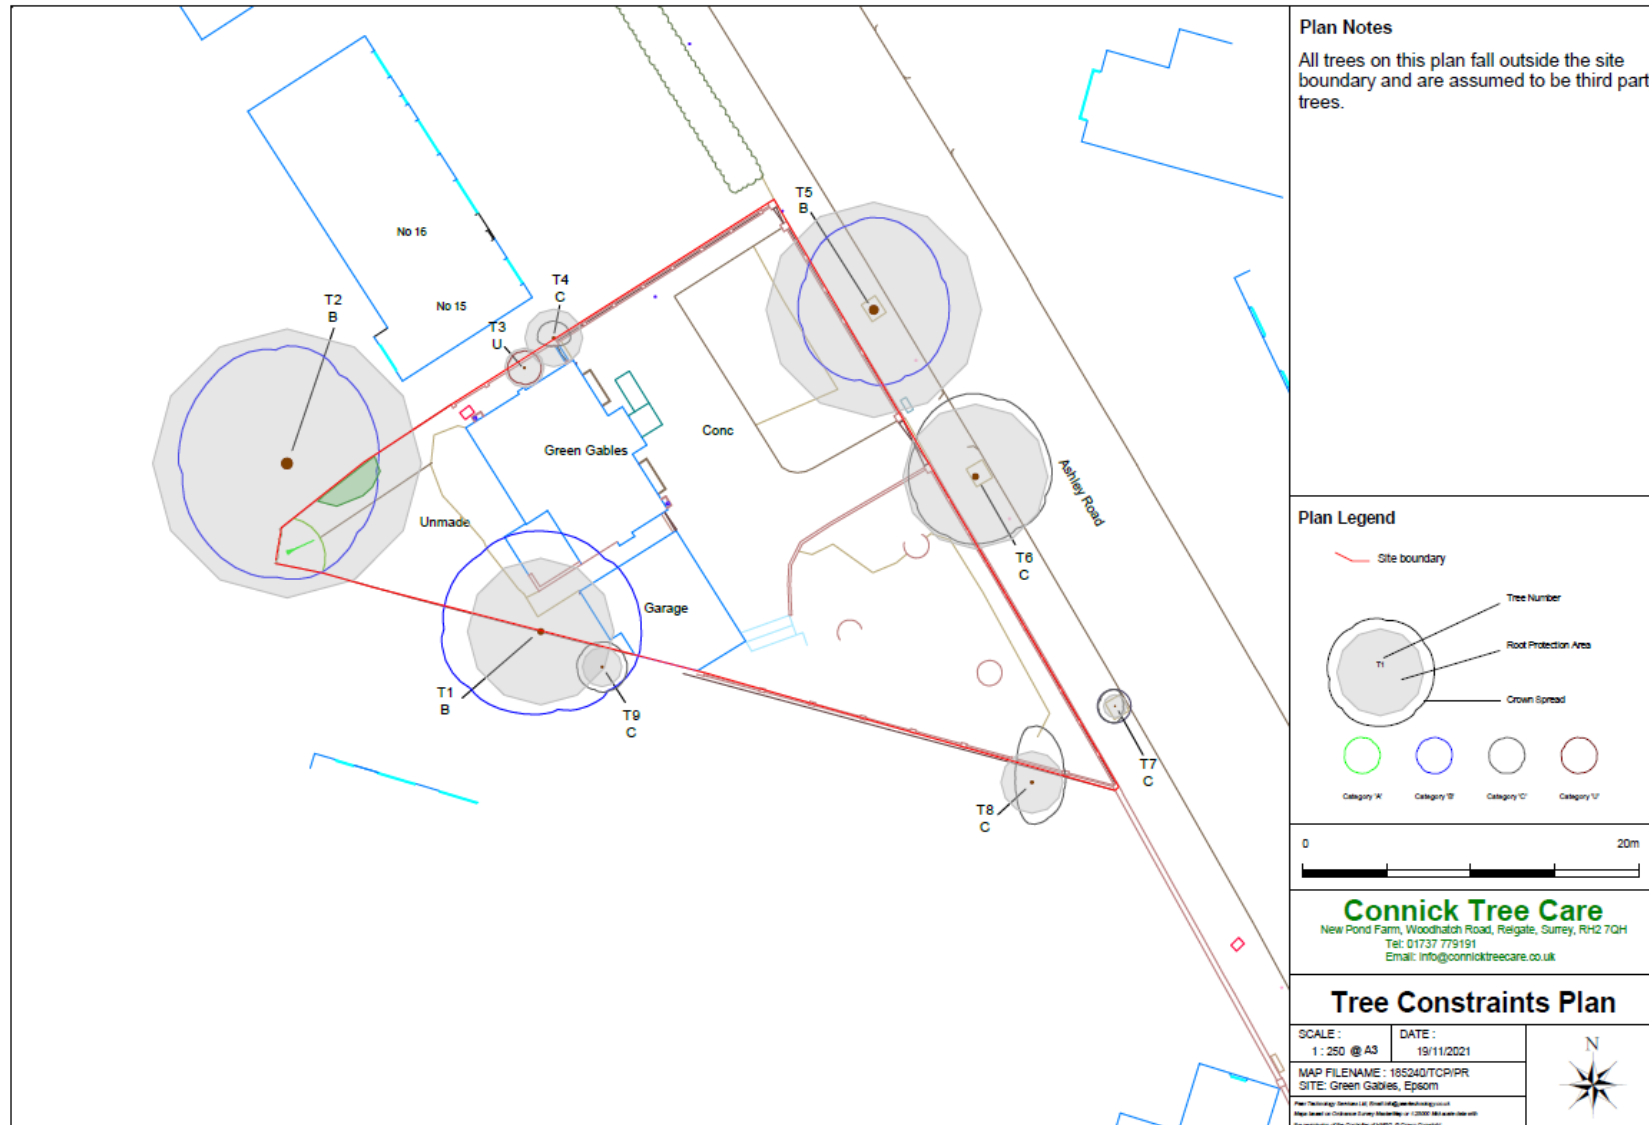 Plan Notes
All trees on this plan fall outside the site
boundary and are assumed to be third part
trees.
T5
B
No 16
T4
C
No 15
T2
B
T3
U
Conc
Green Gables
Ashley Road
Unmade
T6
C
Garage
T1
B
T9
C
T7
C
T8
C
Plan Legend
Site boundary
Tree Number
Root Protection Area
T1
Crown Spread
Category 'A'
Category 'B'
Category 'C'
Category 'U'
0
20m
Connick Tree Care
New Pond Farm, Woodhatch Road, Reigate, Surrey, RH2 7QH
Tel: 01737 779191
Email: info@connicktreecare.co.uk
Tree Constraints Plan
SCALE :
1 : 250 @ A3
DATE :
19/11/2021
N
MAP FILENAME : 185240/TCP/PR
SITE: Green Gables, Epsom